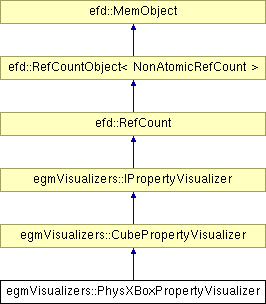 efd::MemObject
efd::RefCountObject< NonAtomicRefCount >
efd::RefCount
egmVisualizers::IPropertyVisualizer
egmVisualizers::CubePropertyVisualizer
egmVisualizers::PhysXBoxPropertyVisualizer